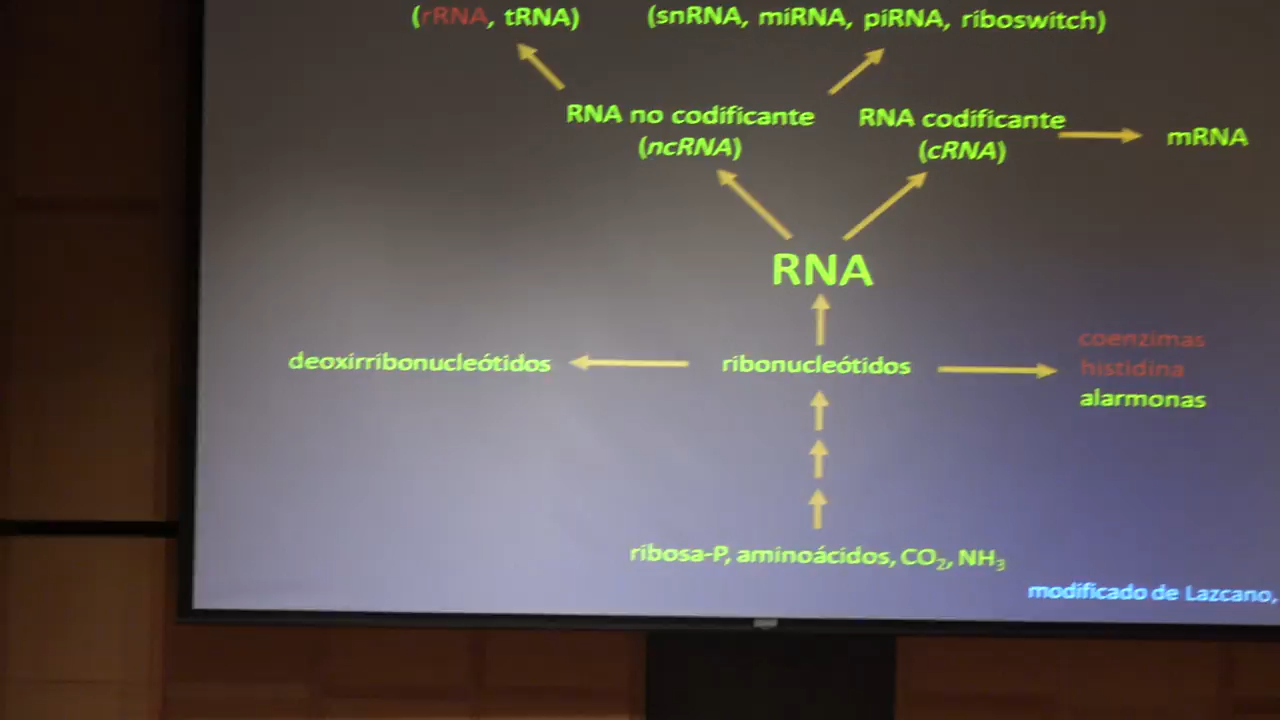 (rRNA, tRNA) (snRNA, miRNA, piRNA, riboswitch)
RNA no codificante RNA codificante
(ncRNA) (cRNA) mRNA
RNA
coenzimas
deoxirribonucleótidos ribonucleótidos histidina
alarmonas
ribosa-P, aminoácidos, CO₂, NH₃
modificado de Lazcano,